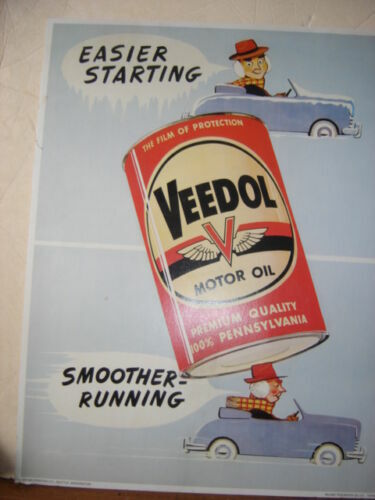 EASIER
STARTING
THE FILM OF PROTECTION
VEEDOL
V
MOTOR OIL
PREMIUM QUALITY
100% PENNSYLVANIA
SMOOTHER-
RUNNING